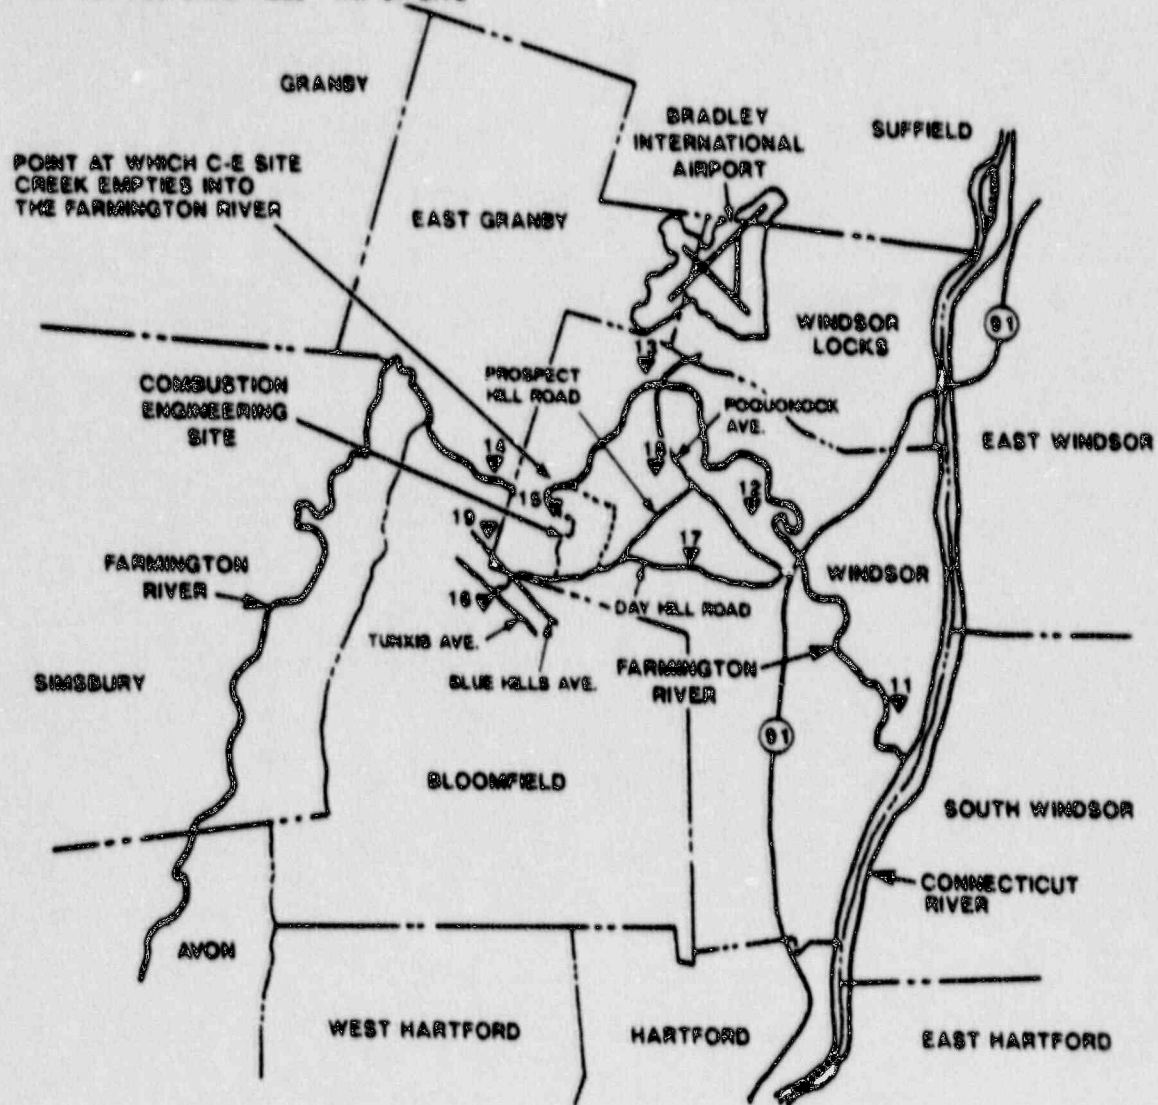 GRANBY
BRADLEY
INTERNATIONAL
AIRPORT
SUFFIELD
POINT AT WHICH C-E SITE
CREEK EMPTIES INTO
THE FARMINGTON RIVER
EAST GRANBY
91
WINDSOR
LOCKS
13
COMBUSTION
ENGINEERING
SITE
PROSPECT
HILL ROAD
POQUONOCK
AVE.
EAST WINDSOR
14
12
19
17
FARMINGTON
RIVER
WINDSOR
16
DAY HILL ROAD
TUNXIS AVE.
BLUE HILLS AVE.
FARMINGTON
RIVER
SIMSBURY
11
91
BLOOMFIELD
SOUTH WINDSOR
CONNECTICUT
RIVER
AVON
WEST HARTFORD
HARTFORD
EAST HARTFORD